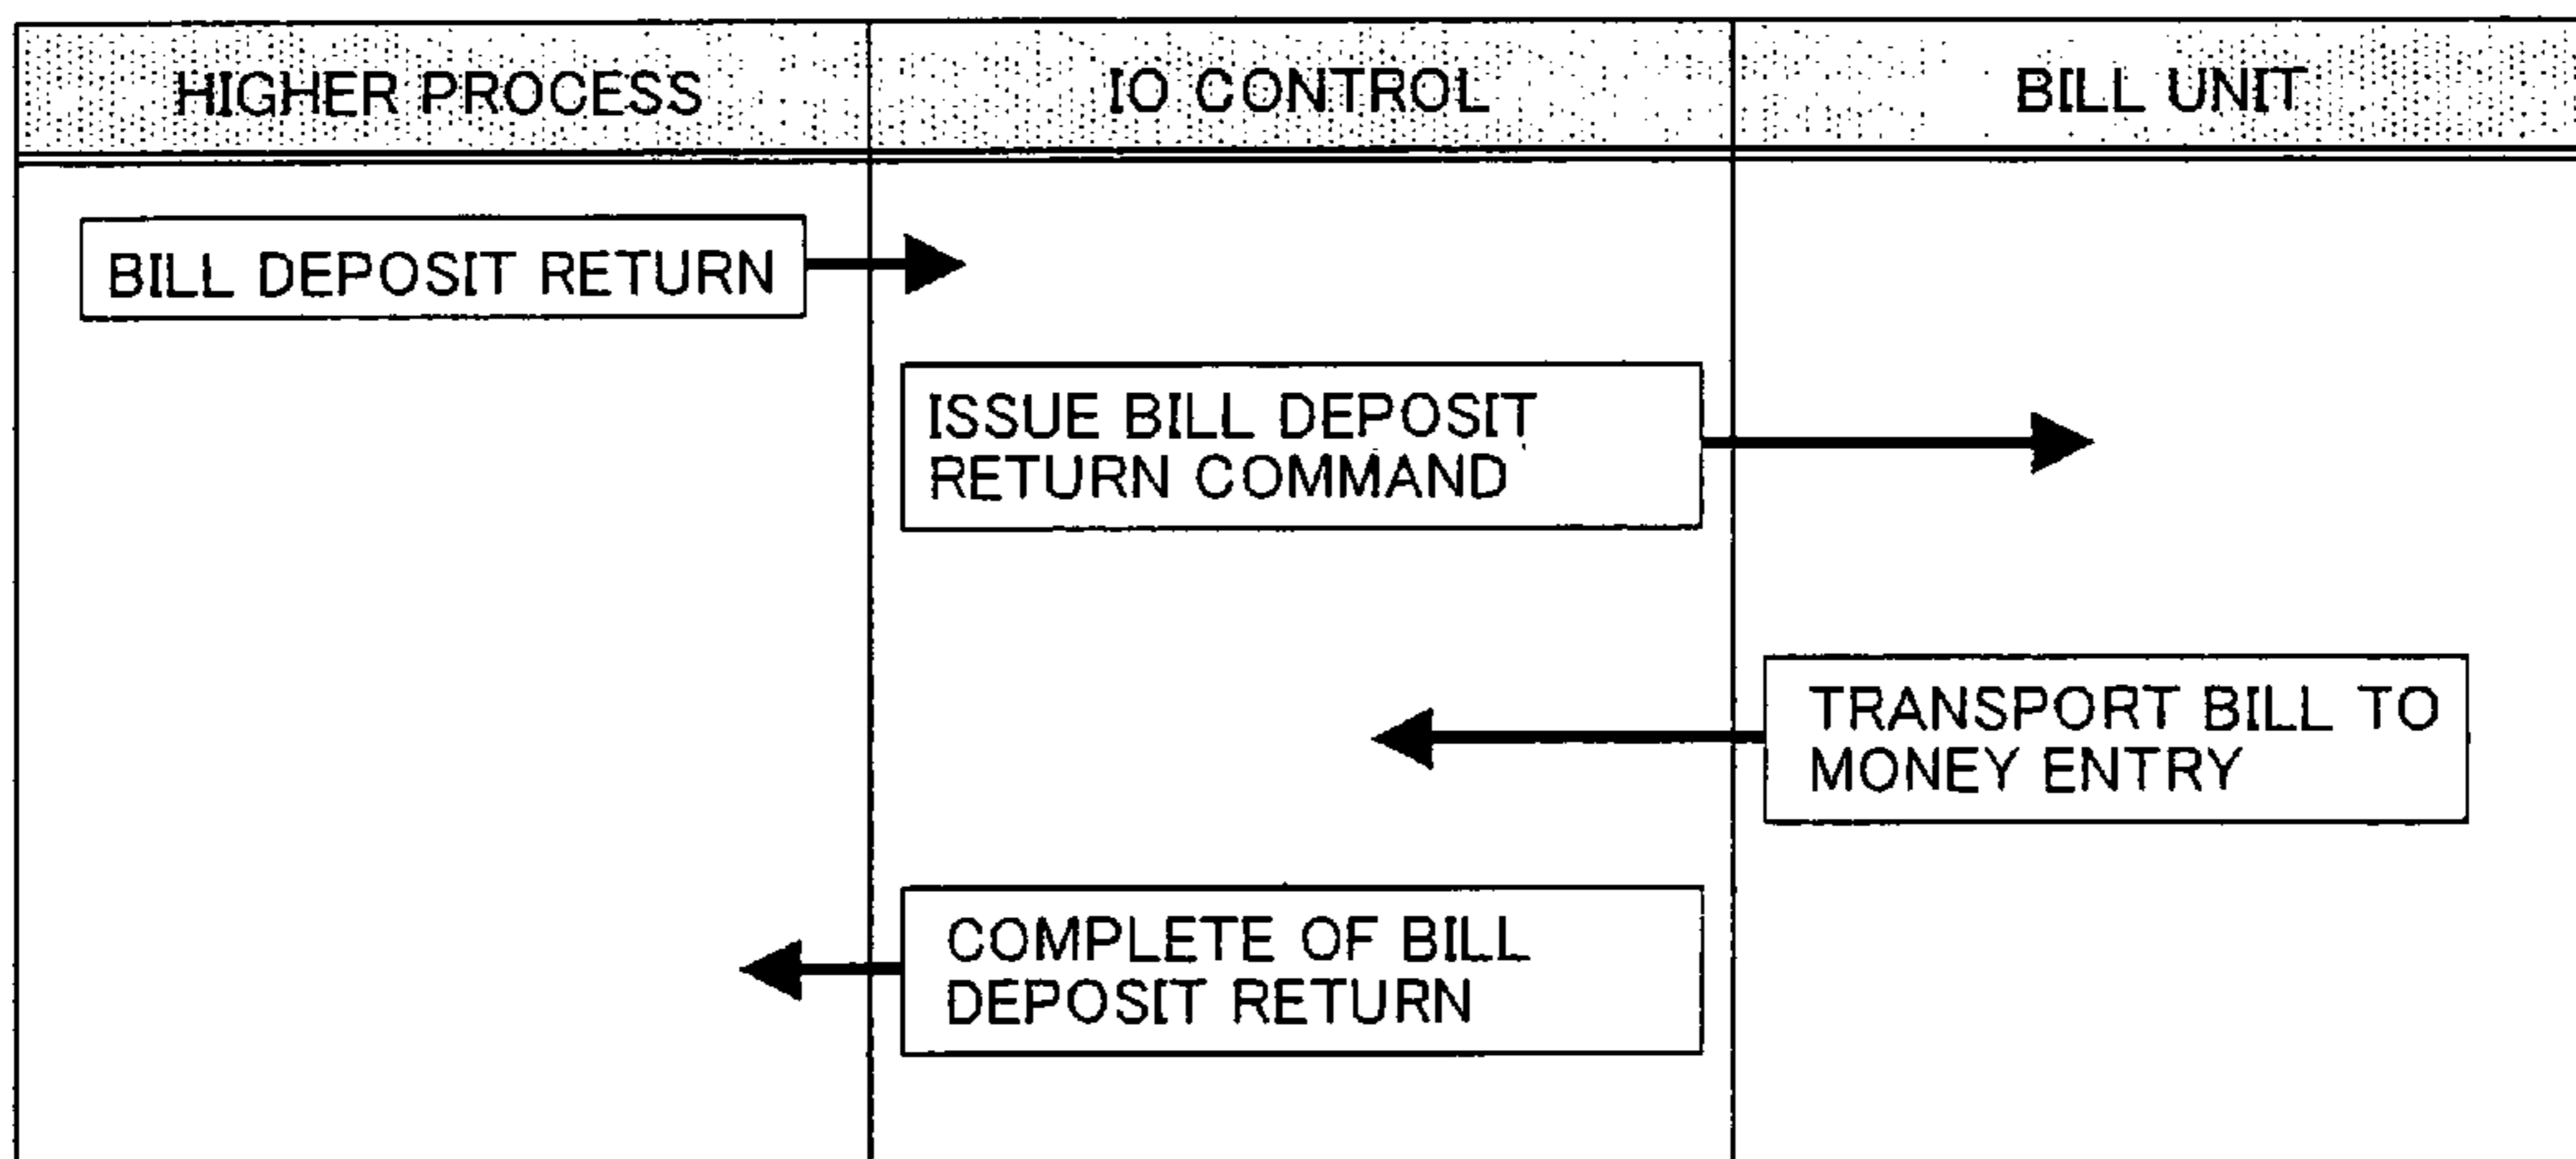 HIGHER PROCESS
IO CONTROL
BILL UNIT
BILL DEPOSIT RETURN
ISSUE BILL DEPOSIT
RETURN COMMAND
TRANSPORT BILL TO
MONEY ENTRY
COMPLETE OF BILL
DEPOSIT RETURN